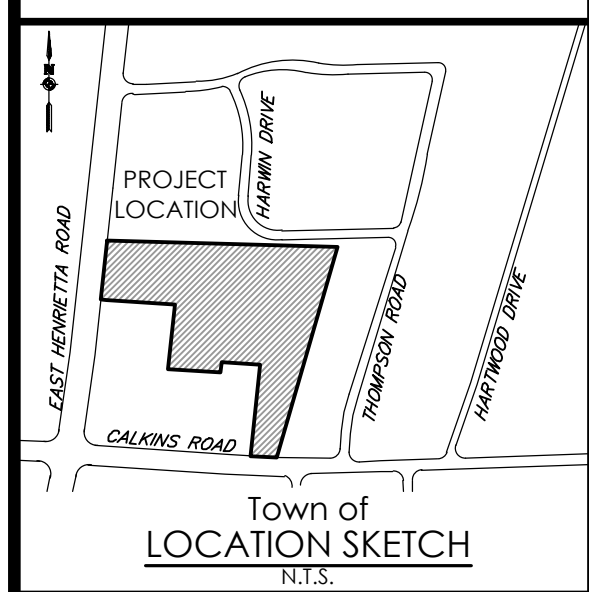 N
PROJECT
LOCATION
HARWIN DRIVE
EAST HENRIETTA ROAD
THOMPSON ROAD
HARTWOOD DRIVE
CALKINS ROAD
Town of
LOCATION SKETCH
N.T.S.